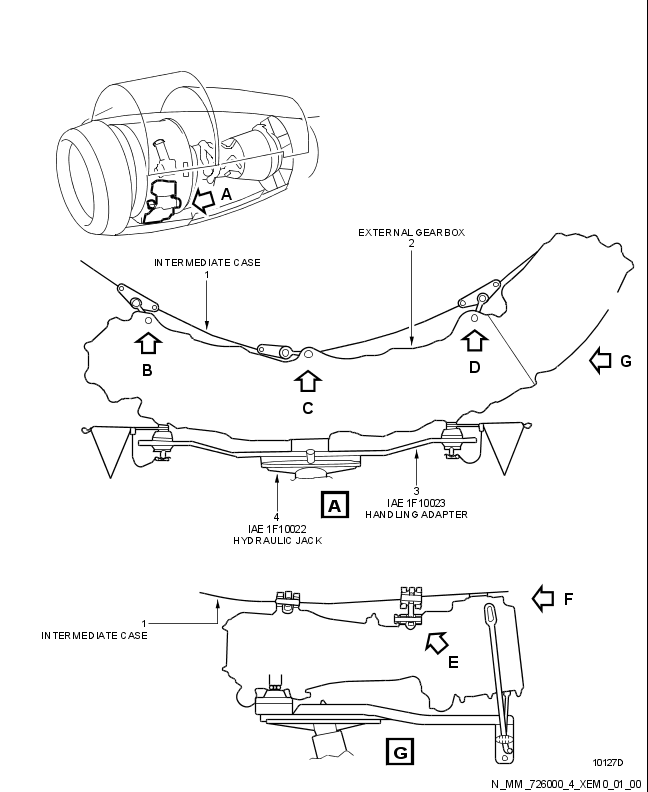 A
EXTERNAL GEARBOX
2
INTERMEDIATE CASE
1
B
C
D
G
3
IAE 1F10023
HANDLING ADAPTER
A
4
IAE 1F10022
HYDRAULIC JACK
F
1
INTERMEDIATE CASE
E
G
10127D
N_MM_726000_4_XEM0_01_00